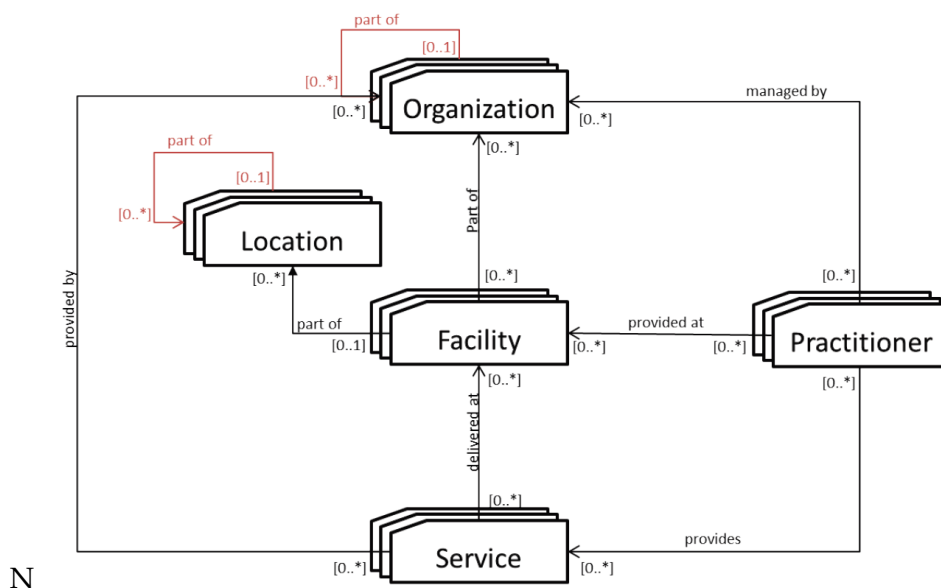 part of
[0..1]
[0..*]
[0..*]
Organization
[0..*]
managed by
[0..*]
part of
[0..1]
[0..*]
Location
[0..*]
Part of
provided by
[0..*]
[0..*]
part of
[0..1]
Facility
[0..*]
provided at
[0..*]
Practitioner
[0..*]
[0..*]
delivered at
[0..*]
[0..*]
Service
[0..*]
provides
N